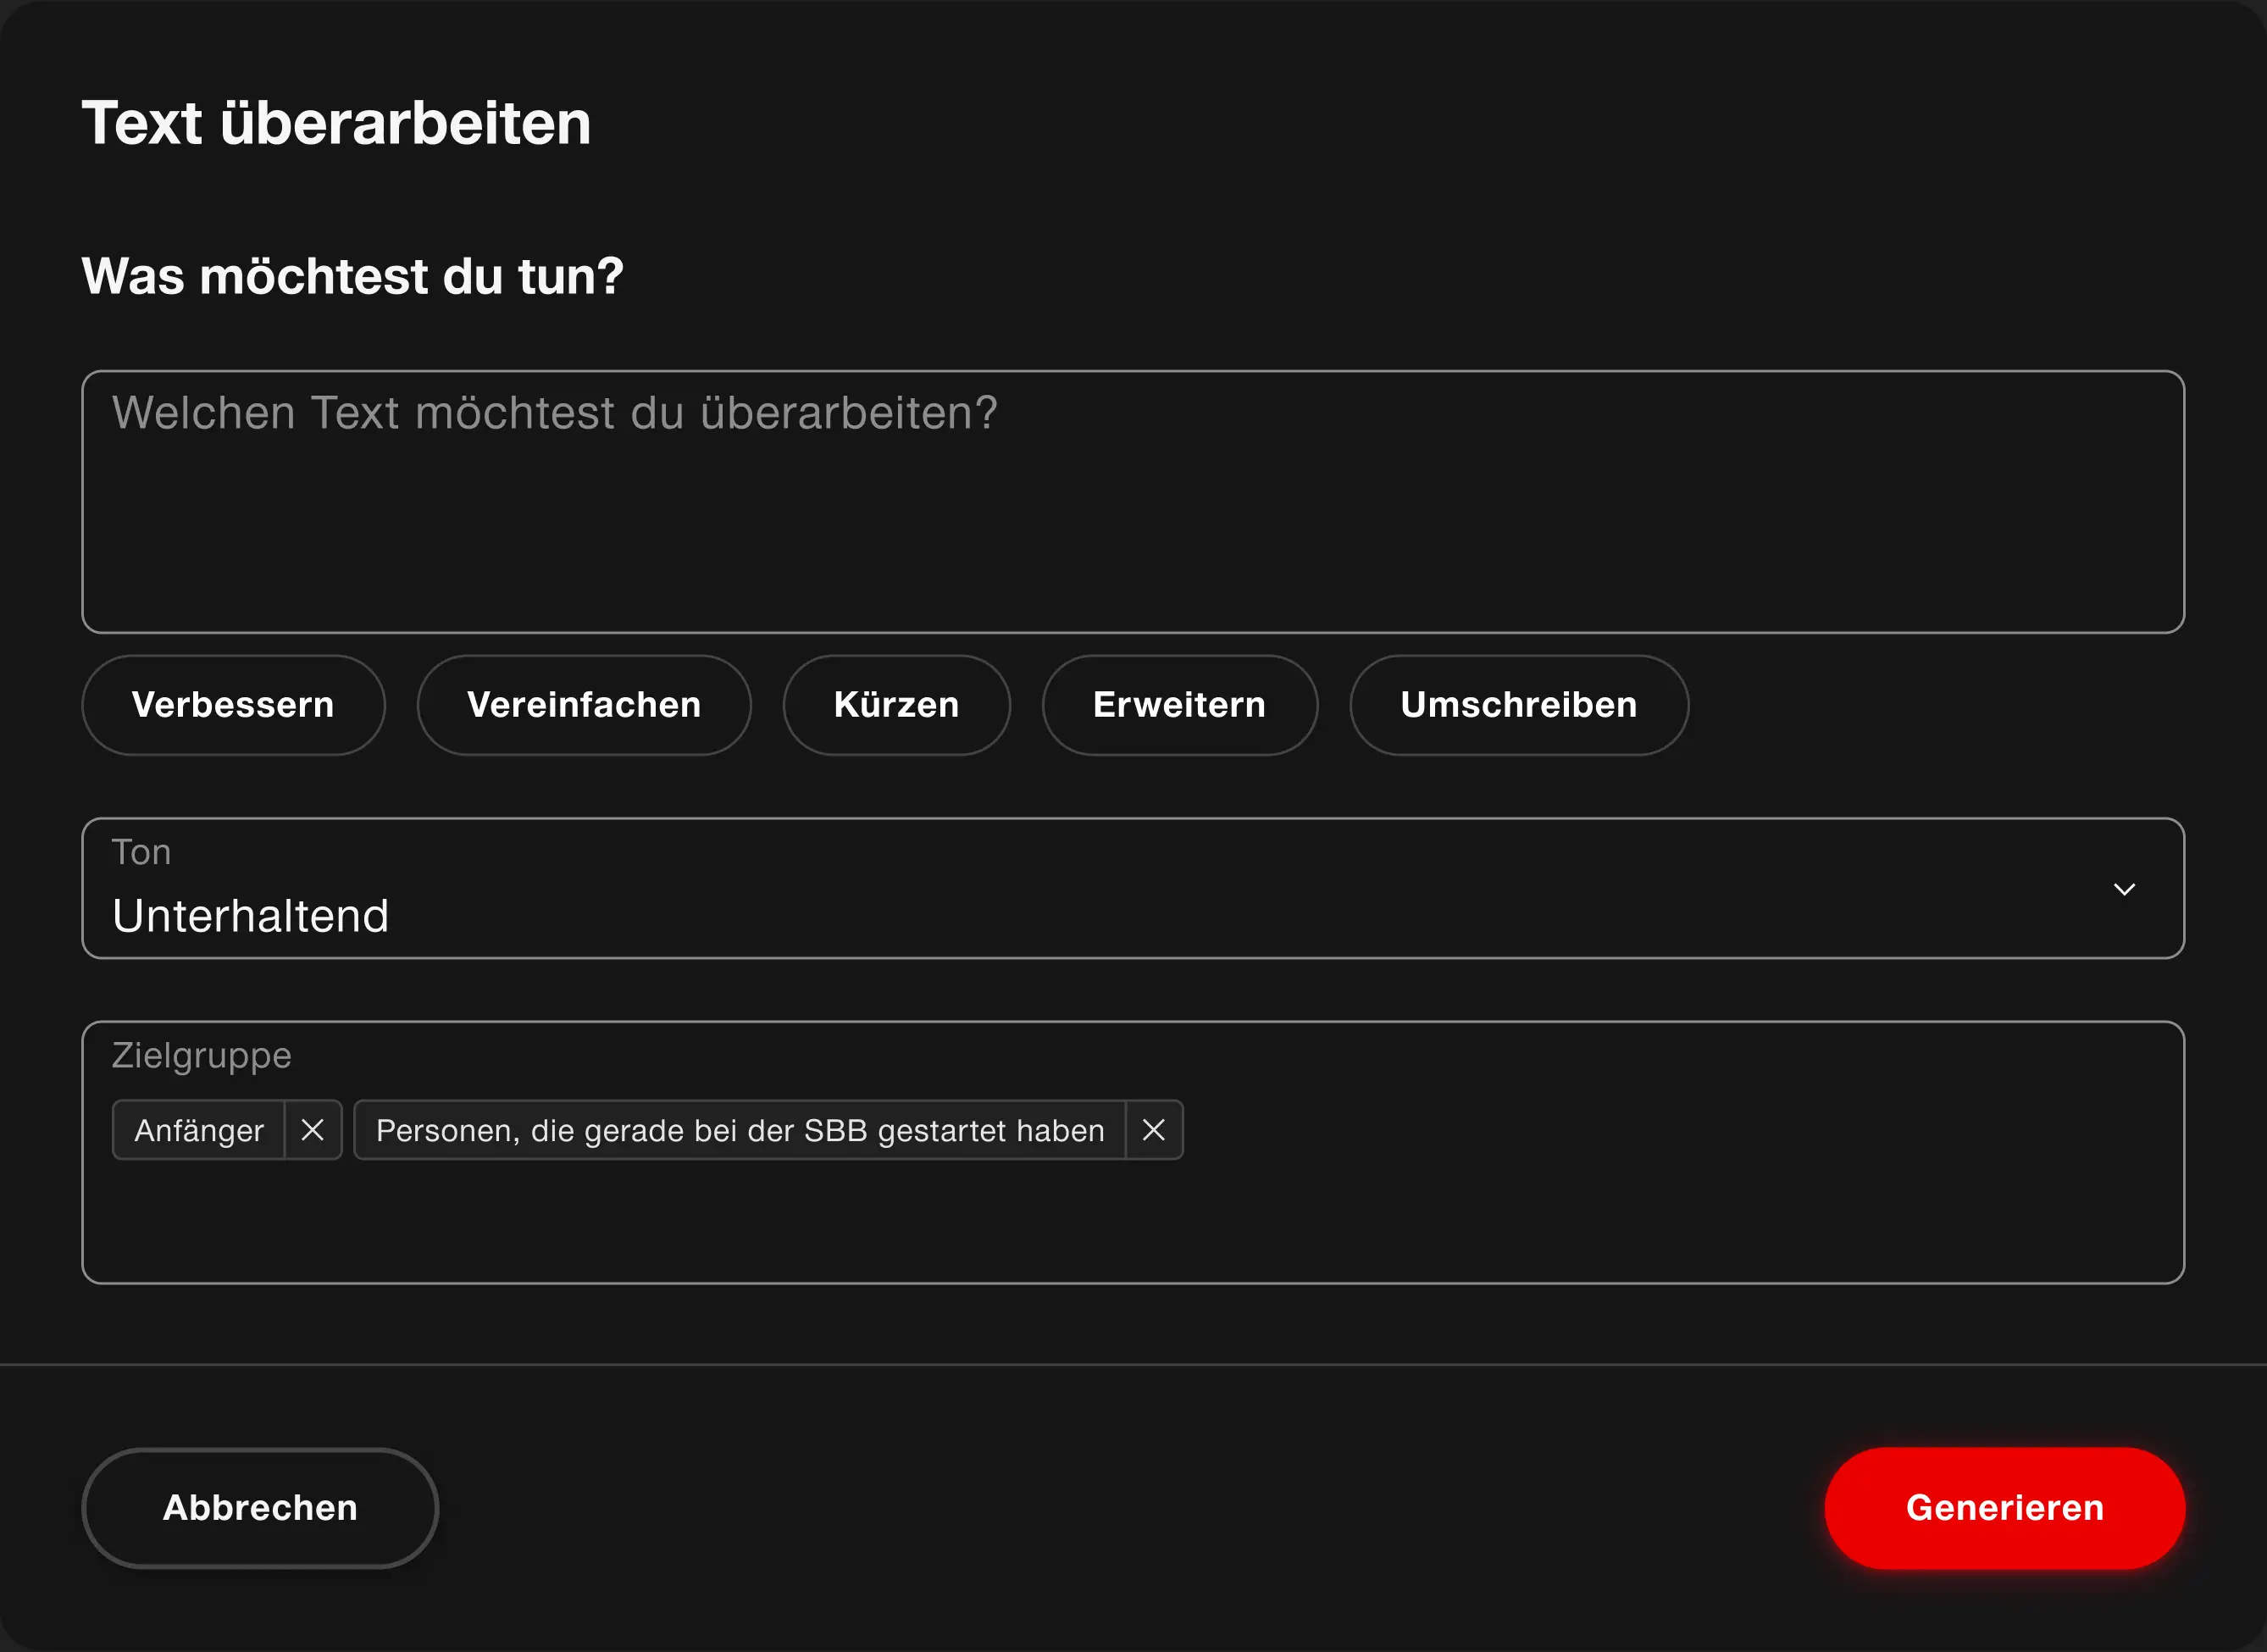 Text überarbeiten
Was möchtest du tun?
Welchen Text möchtest du überarbeiten?
Verbessern Vereinfachen Kürzen Erweitern Umschreiben
Ton
Unterhaltend
Zielgruppe
Anfänger Personen, die gerade bei der SBB gestartet haben
Abbrechen Generieren